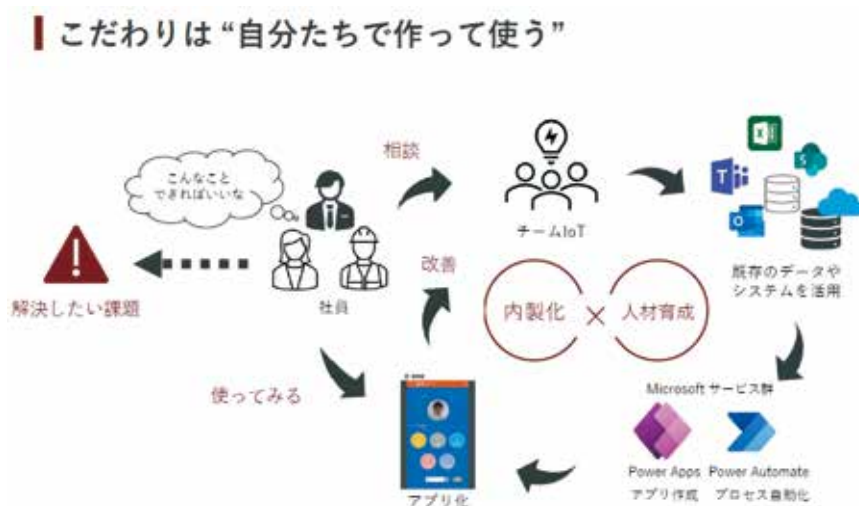 こだわりは“自分たちで作って使う”
こんなこと
できればいいな
相談
チームIoT
既存のデータや
システムを活用
解決したい課題
社員
改善
内製化 × 人材育成
使ってみる
Microsoft サービス群
Power Apps Power Automate
アプリ作成 プロセス自動化
アプリ化